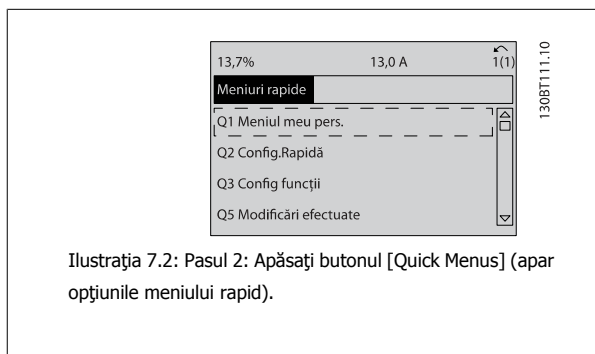 13,7% 13,0 A 1(1)
Meniuri rapide
Q1 Meniul meu pers.
Q2 Config.Rapidă
Q3 Config funcții
Q5 Modificări efectuate
130BT111.10
Ilustraţia 7.2: Pasul 2: Apăsaţi butonul [Quick Menus] (apar
opţiunile meniului rapid).